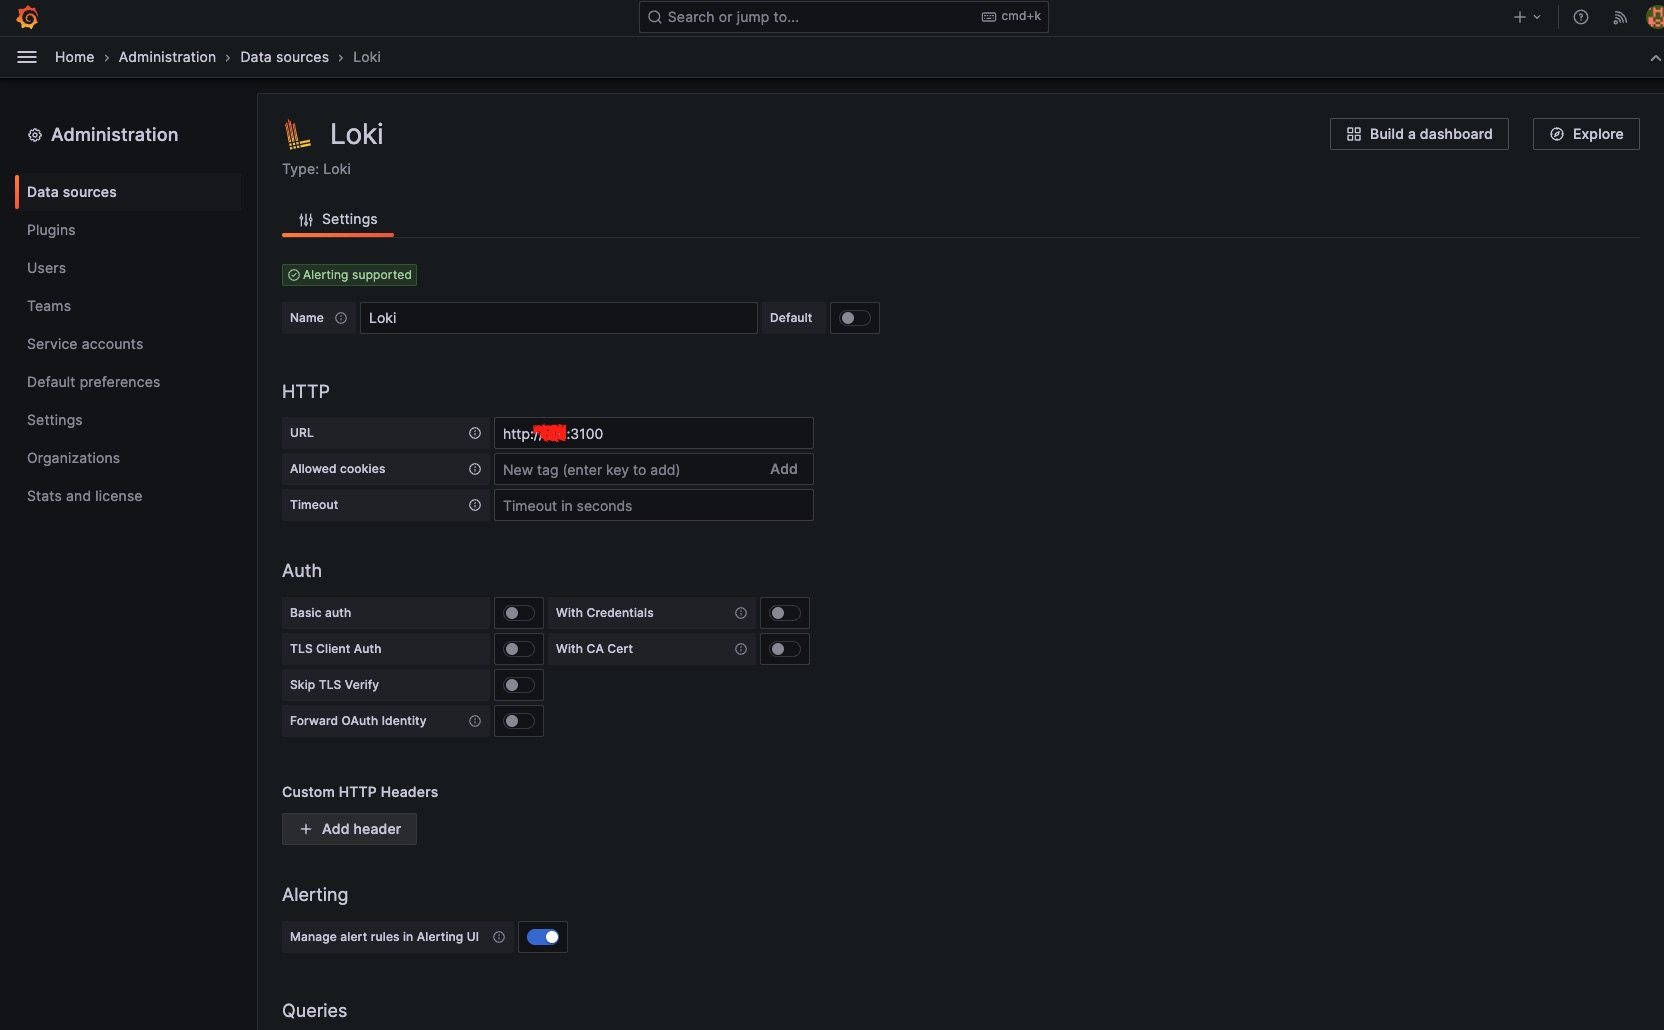 Search or jump to...
cmd+k
Home › Administration › Data sources › Loki
Administration
Data sources
Plugins
Users
Teams
Service accounts
Default preferences
Settings
Organizations
Stats and license
Loki
Build a dashboard
Explore
Type: Loki
Settings
Alerting supported
Name Loki Default
HTTP
URL http:// :3100
Allowed cookies New tag (enter key to add) Add
Timeout Timeout in seconds
Auth
Basic auth With Credentials
TLS Client Auth With CA Cert
Skip TLS Verify
Forward OAuth Identity
Custom HTTP Headers
+ Add header
Alerting
Manage alert rules in Alerting UI
Queries